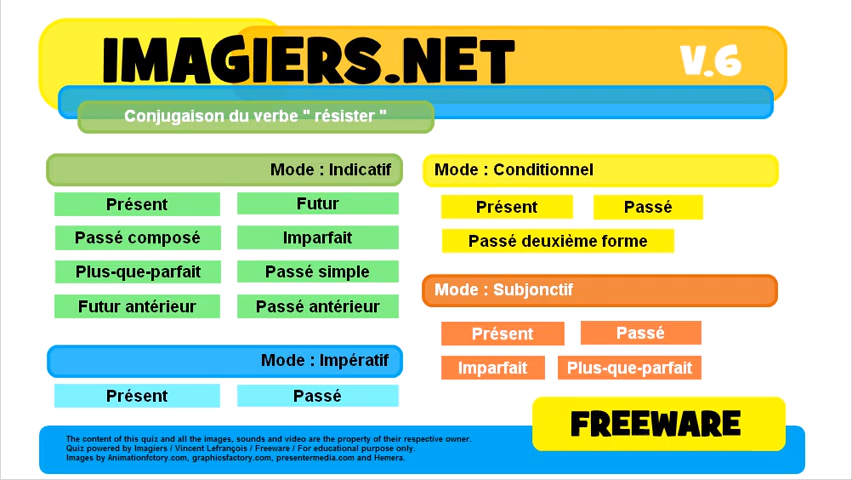 IMAGIERS.NET
V.6
Conjugaison du verbe " résister "
Mode : Indicatif
Présent
Futur
Passé composé
Imparfait
Plus-que-parfait
Passé simple
Futur antérieur
Passé antérieur
Mode : Impératif
Présent
Passé
Mode : Conditionnel
Présent
Passé
Passé deuxième forme
Mode : Subjonctif
Présent
Passé
Imparfait
Plus-que-parfait
FREEWARE
The content of this quiz and all the images, sounds and video are the property of their respective owner.
Quiz powered by Imagiers / Vincent Lefrançois / Freeware / For educational purpose only.
Images by Animationfctory.com, graphicsfactory.com, presentermedia.com and Hemera.